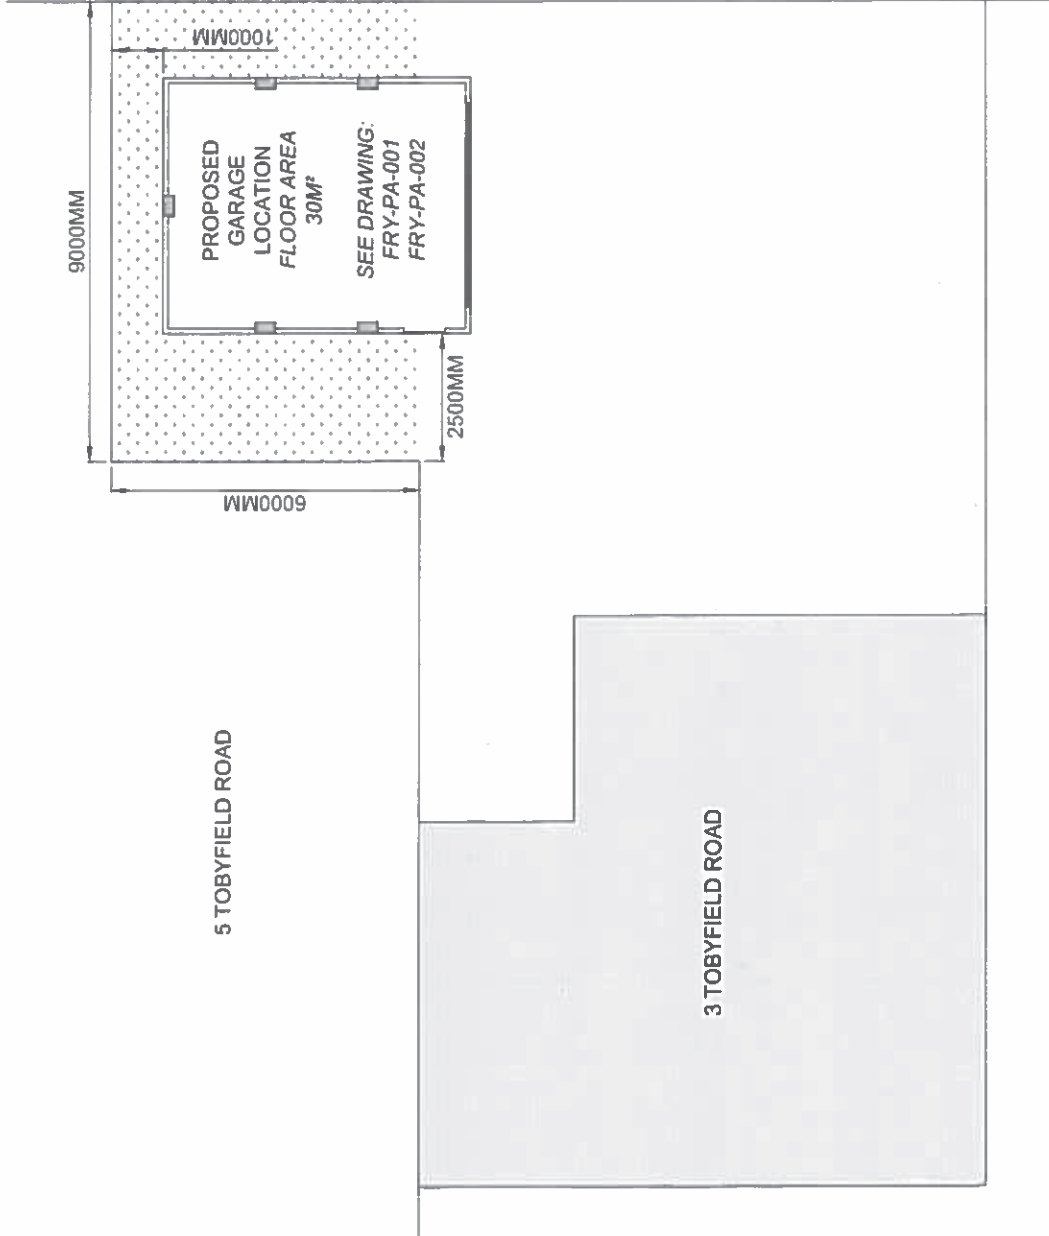 9000MM
1000MM
PROPOSED
GARAGE
LOCATION
FLOOR AREA
30M²
SEE DRAWING:
FRY-PA-001
FRY-PA-002
2500MM
6000MM
5 TOBYFIELD ROAD
3 TOBYFIELD ROAD